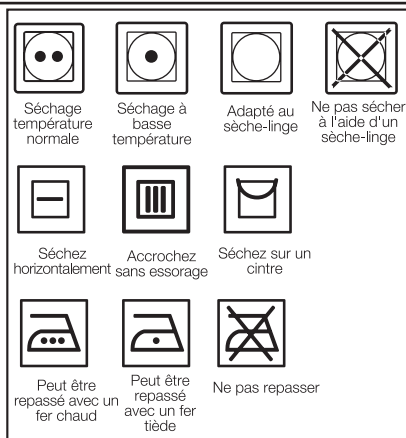 Séchage
température
normale
Séchage à
basse
température
Adapté au
sèche-linge
Ne pas sécher
à l'aide d'un
sèche-linge
Séchez
horizontalement
Accrochez
sans essorage
Séchez sur un
cintre
Peut être
repassé avec un
fer chaud
Peut être
repassé
avec un fer
tiède
Ne pas repasser